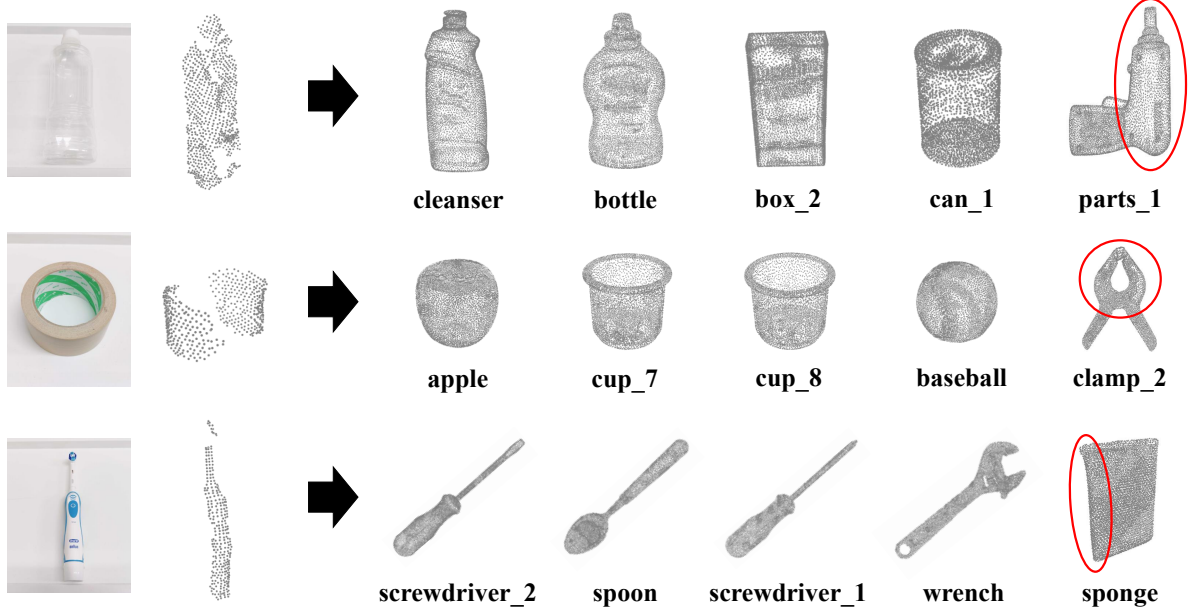 cleanser bottle box_2 can_1 parts_1
apple cup_7 cup_8 baseball clamp_2
screwdriver_2 spoon screwdriver_1 wrench sponge